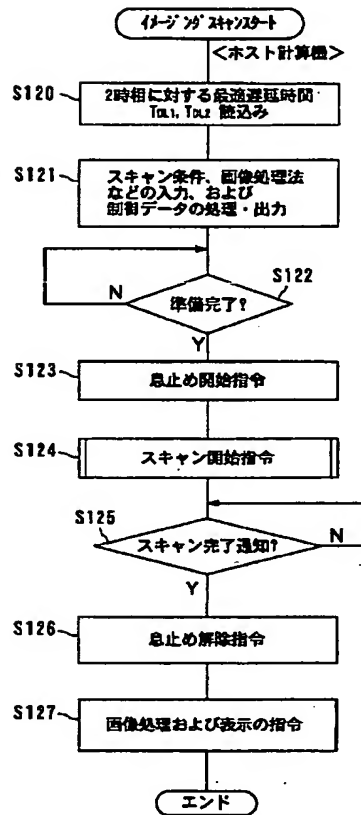 イメージングスキャンスタート
<ホスト計算機>
S120
2時相に対する最適遅延時間
TDL1, TDL2 読込み
S121
スキャン条件、画像処理法
などの入力、および
制御データの処理・出力
S122
N
準備完了?
Y
S123
息止め開始指令
S124
スキャン開始指令
S125
スキャン完了通知?
N
Y
S126
息止め解除指令
S127
画像処理および表示の指令
エンド